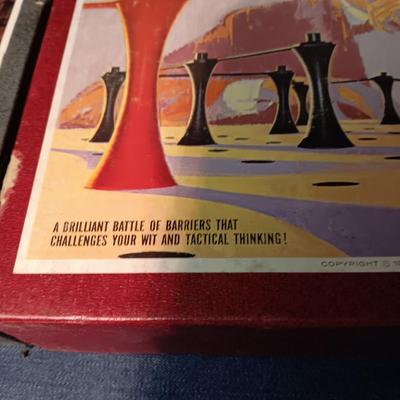 A BRILLIANT BATTLE OF BARRIERS THAT
CHALLENGES YOUR WIT AND TACTICAL THINKING!
COPYRIGHT ©